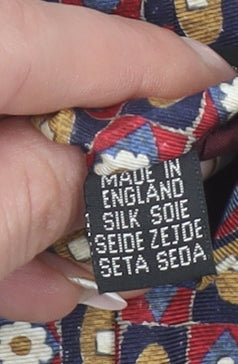 MADE IN
ENGLAND
SILK SOIE
SEIDE ZEJDE
SETA SEDA